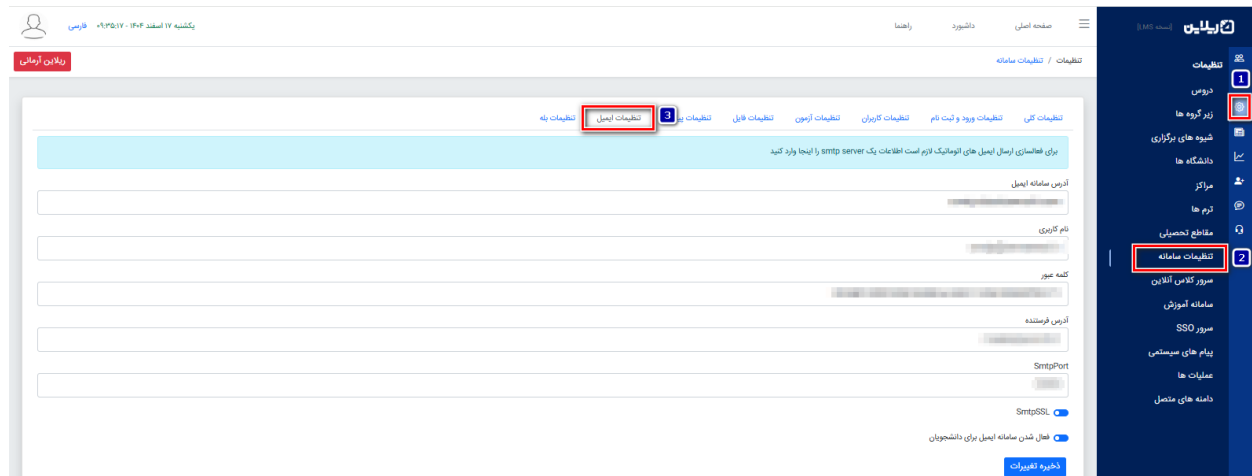 ریلاین [نسخه LMS]
صفحه اصلی
داشبورد
راهنما
یکشنبه ۱۷ اسفند ۱۴۰۴ - ۰۹:۳۵:۱۷
فارسی
تنظیمات / تنظیمات سامانه
ریلاین آرمانی
تنظیمات
1
دروس
زیر گروه ها
شیوه های برگزاری
دانشگاه ها
مراکز
ترم ها
مقاطع تحصیلی
تنظیمات سامانه
2
سرور کلاس آنلاین
سامانه آموزش
سرور SSO
پیام های سیستمی
عملیات ها
دامنه های متصل
تنظیمات کلی
تنظیمات ورود و ثبت نام
تنظیمات کاربران
تنظیمات آزمون
تنظیمات فایل
تنظیمات
3
تنظیمات ایمیل
تنظیمات بله
برای فعالسازی ارسال ایمیل های اتوماتیک لازم است اطلاعات یک smtp server را اینجا وارد کنید
آدرس سامانه ایمیل
نام کاربری
کلمه عبور
آدرس فرستنده
SmtpPort
SmtpSSL
فعال شدن سامانه ایمیل برای دانشجویان
ذخیره تغییرات